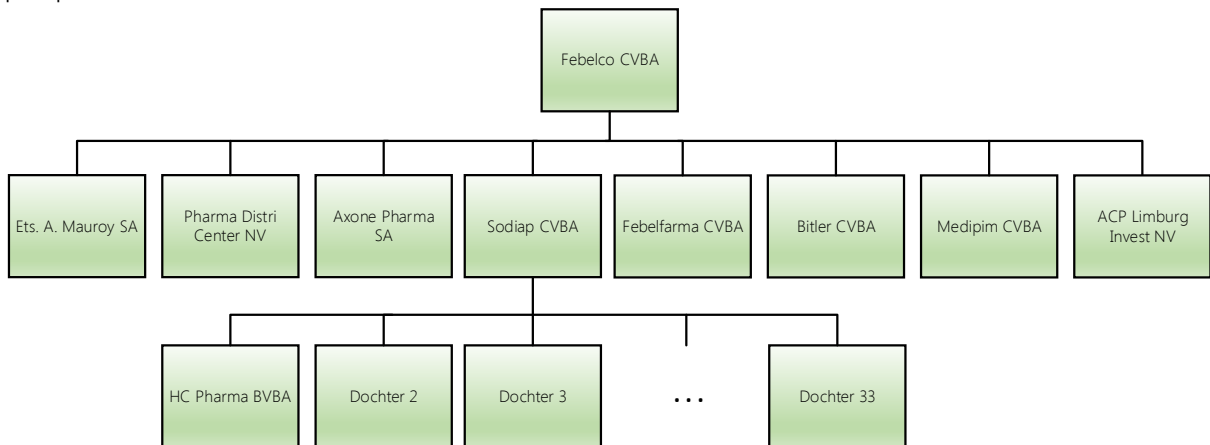 Febelco CVBA
Ets. A. Mauroy SA
Pharma Distri
Center NV
Axone Pharma
SA
Sodiap CVBA
Febelfarma CVBA
Bitler CVBA
Medipim CVBA
ACP Limburg
Invest NV
HC Pharma BVBA
Dochter 2
Dochter 3
...
Dochter 33